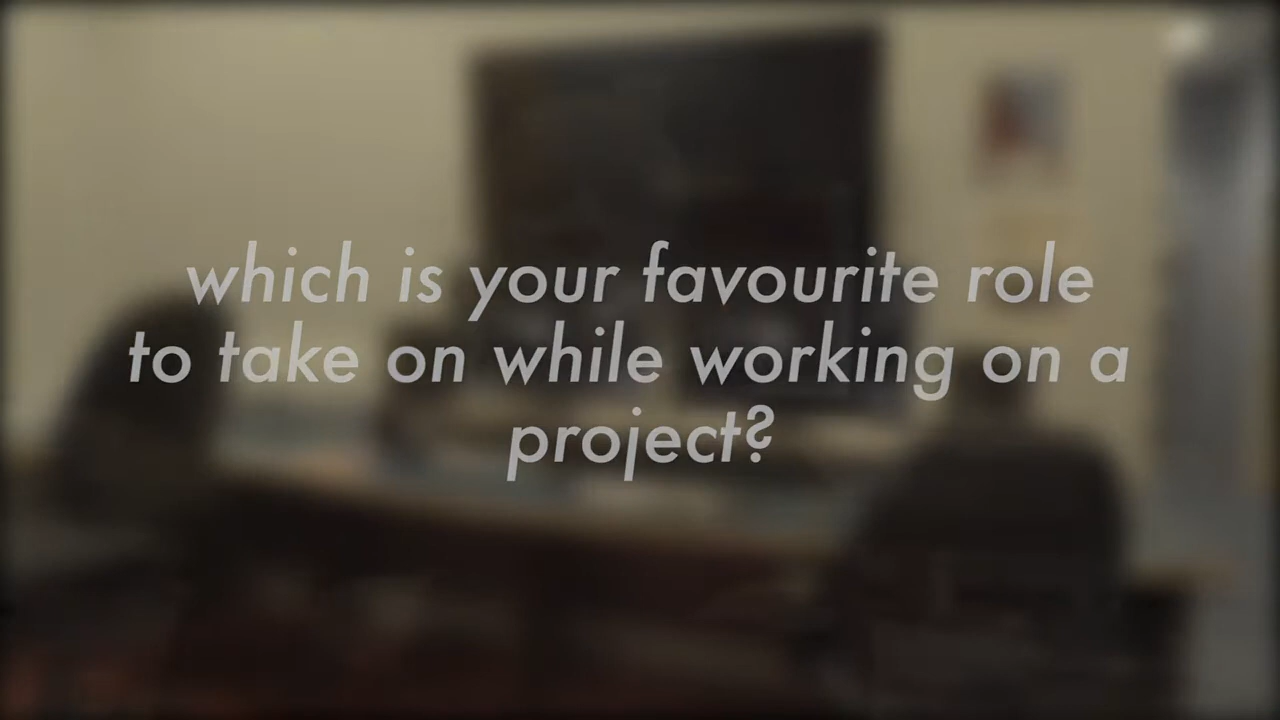 which is your favourite role
to take on while working on a
project?